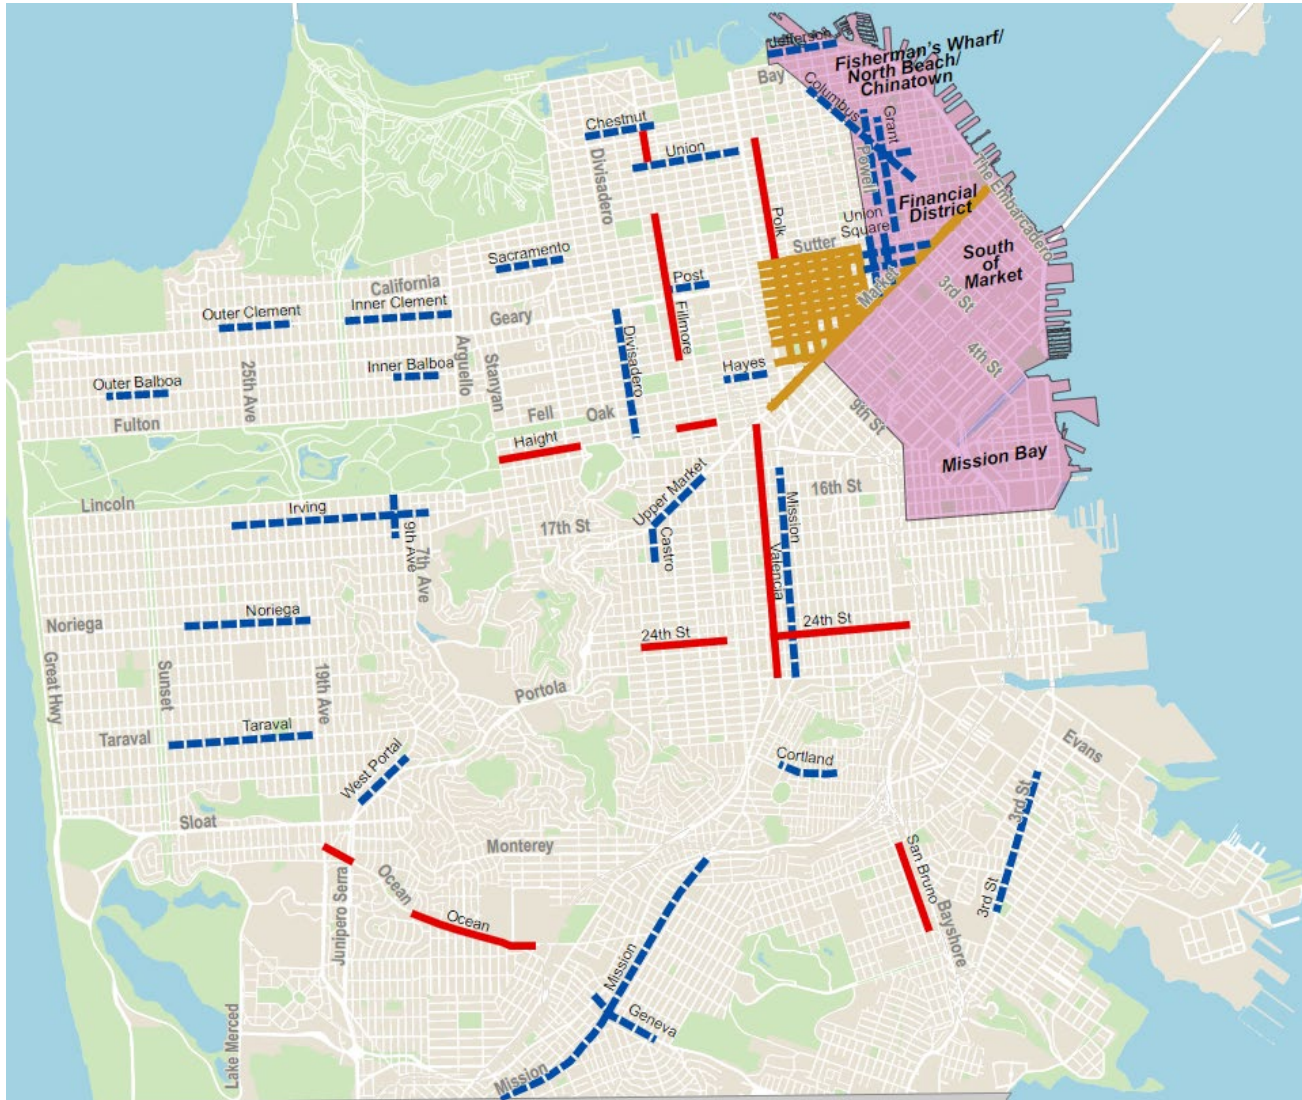 Jefferson
Fisherman's Wharf/
North Beach/
Chinatown
Bay
Columbus
Grant
Chestnut
Union
Divisadero
Powell
The Embarcadero
Financial
District
Polk
Union
Square
Sutter
South
of
Market
Sacramento
California
Post
Market
3rd St
Outer Clement
Inner Clement
Geary
Fillmore
Divisadero
4th St
Outer Balboa
25th Ave
Inner Balboa
Arguello
Stanyan
Hayes
Fulton
Fell
Oak
9th St
Haight
Mission Bay
Lincoln
Irving
9th Ave
7th Ave
17th St
Upper Market
Castro
Mission
16th St
Valencia
Noriega
Noriega
24th St
24th St
Great Hwy
Sunset
19th Ave
Portola
Taraval
Taraval
West Portal
Cortland
Evans
3rd St
Sloat
Monterey
San Bruno
3rd St
Junipero Serra
Ocean
Ocean
Bayshore
Mission
Geneva
Lake Merced
Mission